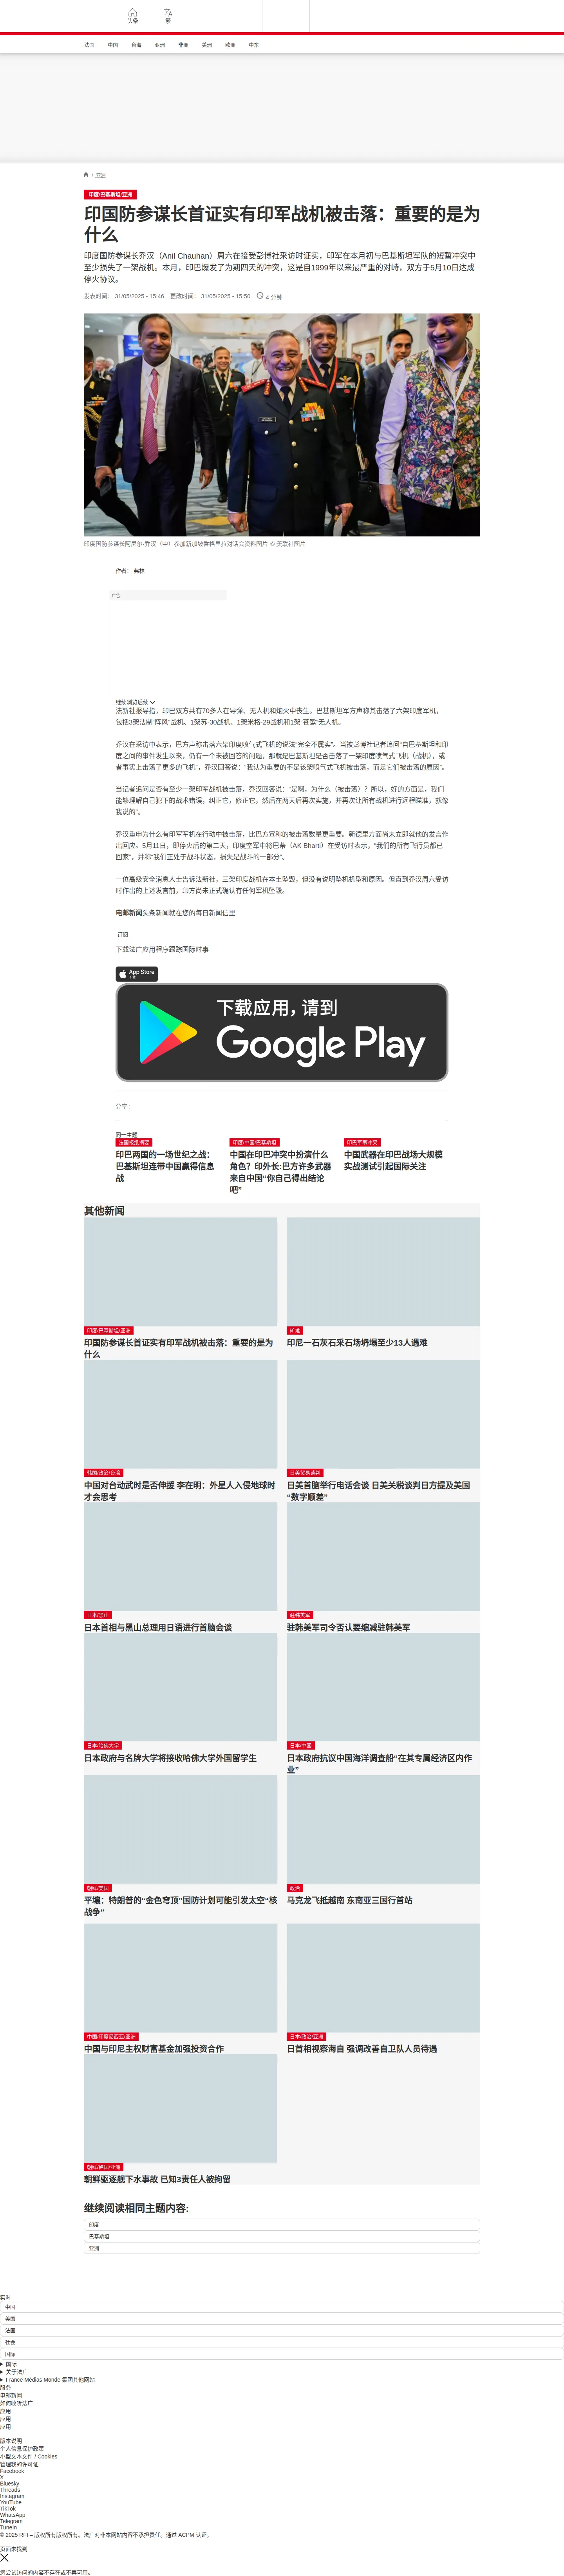 头条
繁
法国
中国
台海
亚洲
非洲
美洲
欧洲
中东
/ 亚洲
印度/巴基斯坦/亚洲
印国防参谋长首证实有印军战机被击落：重要的是为
什么
印度国防参谋长乔汉（Anil Chauhan）周六在接受彭博社采访时证实，印军在本月初与巴基斯坦军队的短暂冲突中
至少损失了一架战机。本月，印巴爆发了为期四天的冲突，这是自1999年以来最严重的对峙，双方于5月10日达成
停火协议。
发表时间： 31/05/2025 - 15:46 更改时间： 31/05/2025 - 15:50 4 分钟
印度国防参谋长阿尼尔·乔汉（中）参加新加坡香格里拉对话会资料图片 © 美联社图片
作者： 弗林
广告
继续浏览后续
法新社报导指，印巴双方共有70多人在导弹、无人机和炮火中丧生。巴基斯坦军方声称其击落了六架印度军机，
包括3架法制“阵风”战机、1架苏-30战机、1架米格-29战机和1架“苍鹭”无人机。
乔汉在采访中表示，巴方声称击落六架印度喷气式飞机的说法“完全不属实”。当被彭博社记者追问“自巴基斯坦和印
度之间的事件发生以来，仍有一个未被回答的问题，那就是巴基斯坦是否击落了一架印度喷气式飞机（战机），或
者事实上击落了更多的飞机”，乔汉回答说：“我认为重要的不是该架喷气式飞机被击落，而是它们被击落的原因”。
当记者追问是否有至少一架印军战机被击落，乔汉回答说：“是啊，为什么（被击落）？所以，好的方面是，我们
能够理解自己犯下的战术错误，纠正它，修正它，然后在两天后再次实施，并再次让所有战机进行远程瞄准，就像
我说的”。
乔汉重申为什么有印军军机在行动中被击落，比巴方宣称的被击落数量更重要。新德里方面尚未立即就他的发言作
出回应。5月11日，即停火后的第二天，印度空军中将巴蒂（AK Bharti）在受访时表示，“我们的所有飞行员都已
回家”，并称“我们正处于战斗状态，损失是战斗的一部分”。
一位高级安全消息人士告诉法新社，三架印度战机在本土坠毁，但没有说明坠机机型和原因。但直到乔汉周六受访
时作出的上述发言前，印方尚未正式确认有任何军机坠毁。
电邮新闻头条新闻就在您的每日新闻信里
订阅
下载法广应用程序跟踪国际时事
App Store
下载
下载应用，请到
Google Play
分享 :
同一主题
法国报纸摘要
印巴两国的一场世纪之战：
巴基斯坦连带中国赢得信息
战
印度/中国/巴基斯坦
中国在印巴冲突中扮演什么
角色？印外长:巴方许多武器
来自中国“你自己得出结论
吧”
印巴军事冲突
中国武器在印巴战场大规模
实战测试引起国际关注
其他新闻
印度/巴基斯坦/亚洲
印国防参谋长首证实有印军战机被击落：重要的是为
什么
矿难
印尼一石灰石采石场坍塌至少13人遇难
韩国/政治/台湾
中国对台动武时是否伸援 李在明：外星人入侵地球时
才会思考
日美贸易谈判
日美首脑举行电话会谈 日美关税谈判日方提及美国
“数字顺差”
日本/黑山
日本首相与黑山总理用日语进行首脑会谈
驻韩美军
驻韩美军司令否认要缩减驻韩美军
日本/哈佛大学
日本政府与名牌大学将接收哈佛大学外国留学生
日本/中国
日本政府抗议中国海洋调查船“在其专属经济区内作
业”
朝鲜/美国
平壤：特朗普的“金色穹顶”国防计划可能引发太空“核
战争”
政治
马克龙飞抵越南 东南亚三国行首站
中国/印度尼西亚/亚洲
中国与印尼主权财富基金加强投资合作
日本/政治/亚洲
日首相视察海自 强调改善自卫队人员待遇
朝鲜/韩国/亚洲
朝鲜驱逐舰下水事故 已知3责任人被拘留
继续阅读相同主题内容:
印度
巴基斯坦
亚洲
实时
中国
美国
法国
社会
国际
国际
关于法广
France Médias Monde 集团其他网站
服务
电邮新闻
如何收听法广
应用
应用
应用
版本说明
个人信息保护政策
小型文本文件 / Cookies
管理我的许可证
Facebook
X
Bluesky
Threads
Instagram
YouTube
TikTok
WhatsApp
Telegram
TuneIn
© 2025 RFI – 版权所有版权所有。法广对非本网站内容不承担责任。通过 ACPM 认证。
页面未找到
您尝试访问的内容不存在或不再可用。